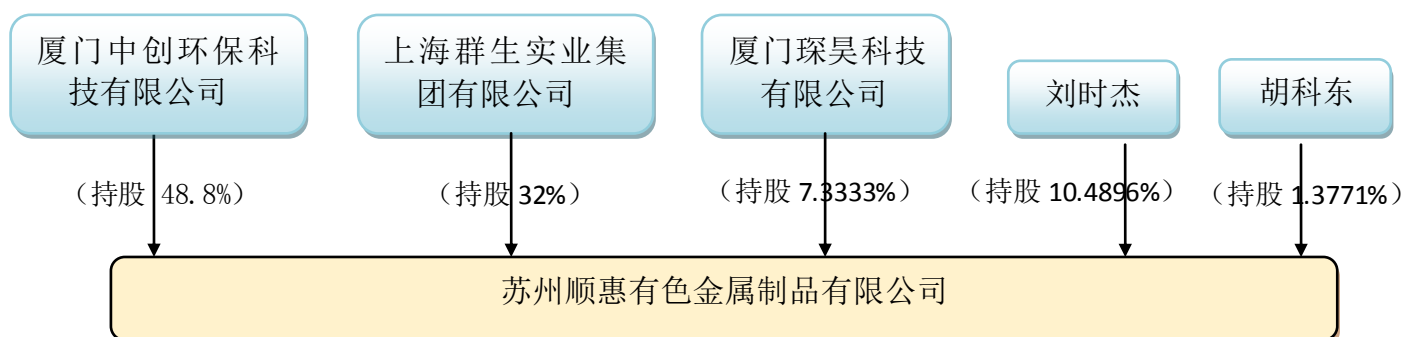 厦门中创环保科
技有限公司
上海群生实业集
团有限公司
厦门琛昊科技
有限公司
刘时杰
胡科东
（持股 48.8%）
（持股 32%）
（持股 7.3333%）
（持股 10.4896%）
（持股 1.3771%）
苏州顺惠有色金属制品有限公司